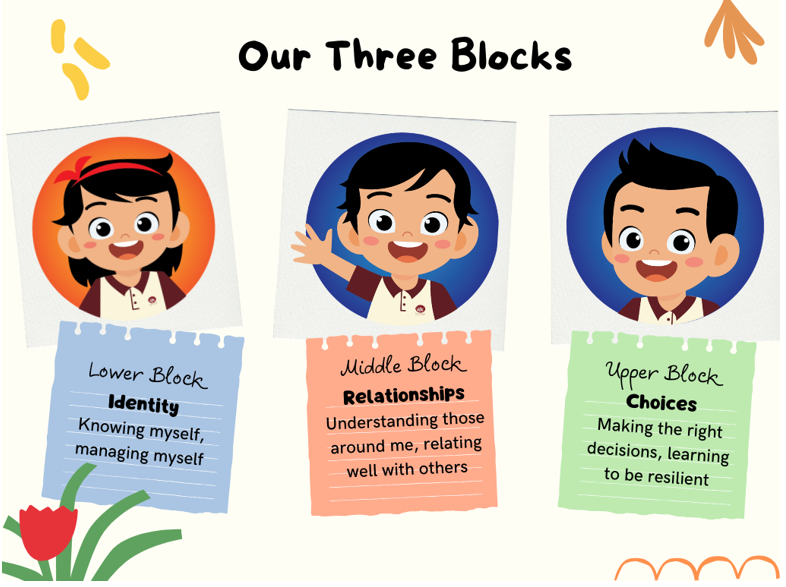 Our Three Blocks
Lower Block
Identity
Knowing myself,
managing myself
Middle Block
Relationships
Understanding those
around me, relating
well with others
Upper Block
Choices
Making the right
decisions, learning
to be resilient